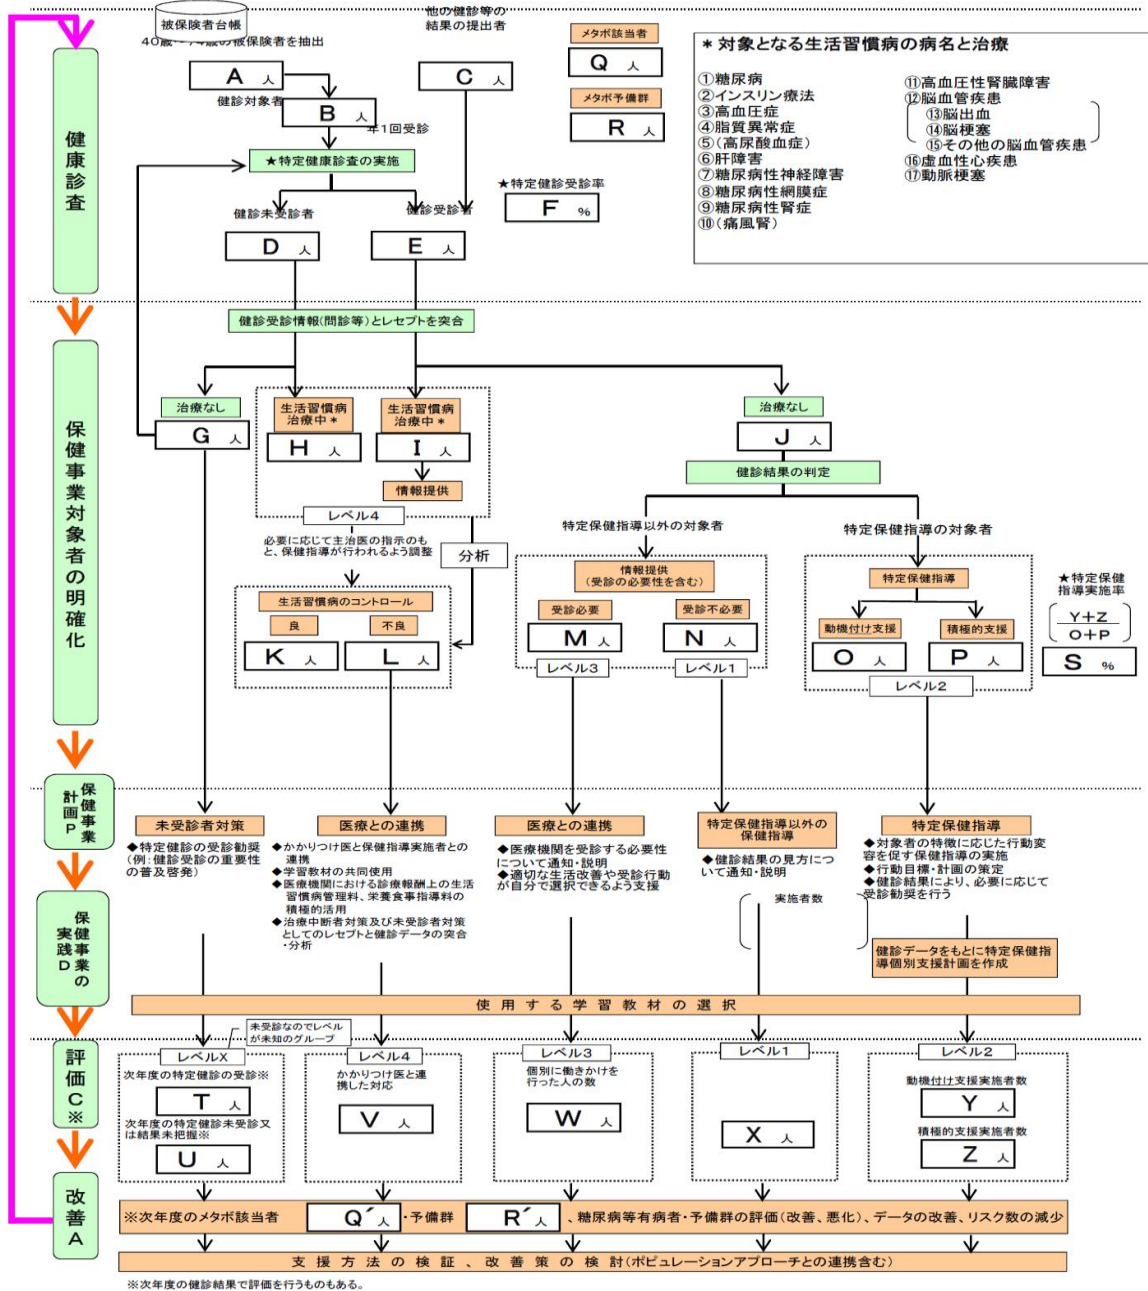 被保険者台帳
40歳~74歳の被保険者を抽出
他の健診等の
結果の提出者
A 人
健診対象者
B 人
年1回受診
C 人
メタボ該当者
Q 人
メタボ予備群
R 人
*対象となる生活習慣病の病名と治療
①糖尿病
②インスリン療法
③高血圧症
④脂質異常症
⑤(高尿酸血症)
⑥肝障害
⑦糖尿病性神経障害
⑧糖尿病性網膜症
⑨糖尿病性腎症
⑩(痛風腎)
⑪高血圧性腎臓障害
⑫脳血管疾患
⑬脳出血
⑭脳梗塞
⑮その他の脳血管疾患
⑯虚血性心疾患
⑰動脈梗塞
健康診査
★特定健康診査の実施
★特定健診受診率
F %
健診未受診者
D 人
健診受診者
E 人
健診受診情報(問診等)とレセプトを突合
保健事業対象者の明確化
治療なし
G 人
生活習慣病
治療中*
H 人
生活習慣病
治療中*
I 人
情報提供
レベル4
必要に応じて主治医の指示のも
と、保健指導が行われるよう調整
分析
生活習慣病のコントロール
良
不良
K 人
L 人
治療なし
J 人
健診結果の判定
特定保健指導以外の対象者
情報提供
(受診の必要性を含む)
受診必要
受診不必要
M 人
N 人
レベル3
レベル1
特定保健指導の対象者
特定保健指導
動機付け支援
積極的支援
O 人
P 人
レベル2
★特定保健
指導実施率
Y+Z
O+P
S %
保健事業
計画P
未受診者対策
◆特定健診の受診勧奨
(例:健診受診の重要性
の普及啓発)
医療との連携
◆かかりつけ医と保健指導実施者との
連携
◆学習教材の共同使用
◆医療機関における診療報酬上の生活
習慣病管理料、栄養食事指導料の
積極的活用
◆治療中断者対策及び未受診者対策
としてのレセプトと健診データの突合
・分析
医療との連携
◆医療機関を受診する必要性
について通知・説明
◆適切な生活改善や受診行動
が自分で選択できるよう支援
特定保健指導以外の
保健指導
◆健診結果の見方につ
いて通知・説明
実施者数
特定保健指導
◆対象者の特徴に応じた行動変
容を促す保健指導の実施
◆行動目標・計画の策定
◆健診結果により、必要に応じて
受診勧奨を行う
健診データをもとに特定保健指
導個別支援計画を作成
保健事業の
実践D
使用する学習教材の選択
未受診なのでレベル
が未知のグループ
評価C※
レベルX
次年度の特定健診の受診※
T 人
次年度の特定健診未受診又
は結果未把握※
U 人
レベル4
かかりつけ医と連
携した対応
V 人
レベル3
個別に働きかけを
行った人の数
W 人
レベル1
X 人
レベル2
動機付け支援実施者数
Y 人
積極的支援実施者数
Z 人
改善A
※次年度のメタボ該当者 Q´人 ・予備群 R´人 、糖尿病等有病者・予備群の評価(改善、悪化)、データの改善、リスク数の減少
支援方法の検証、改善策の検討(ポピュレーションアプローチとの連携含む)
※次年度の健診結果で評価を行うものもある。